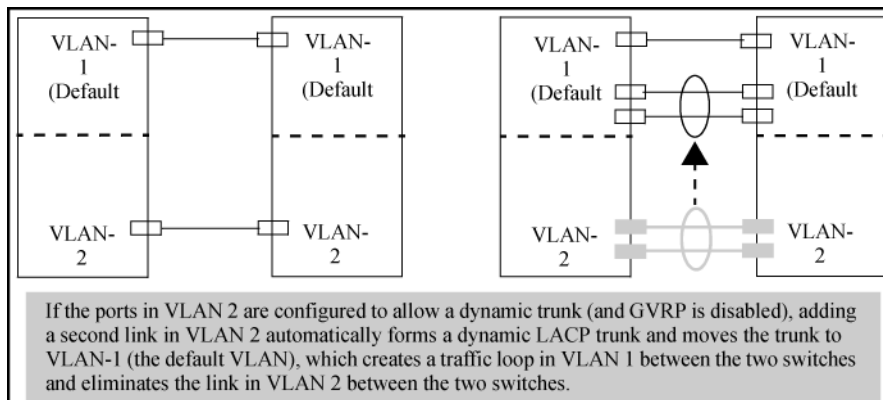 VLAN-
1
(Default
VLAN-
1
(Default
VLAN-
2
VLAN-
2
VLAN-
1
(Default
VLAN-
1
(Default
VLAN-
2
VLAN-
2
If the ports in VLAN 2 are configured to allow a dynamic trunk (and GVRP is disabled), adding
a second link in VLAN 2 automatically forms a dynamic LACP trunk and moves the trunk to
VLAN-1 (the default VLAN), which creates a traffic loop in VLAN 1 between the two switches
and eliminates the link in VLAN 2 between the two switches.